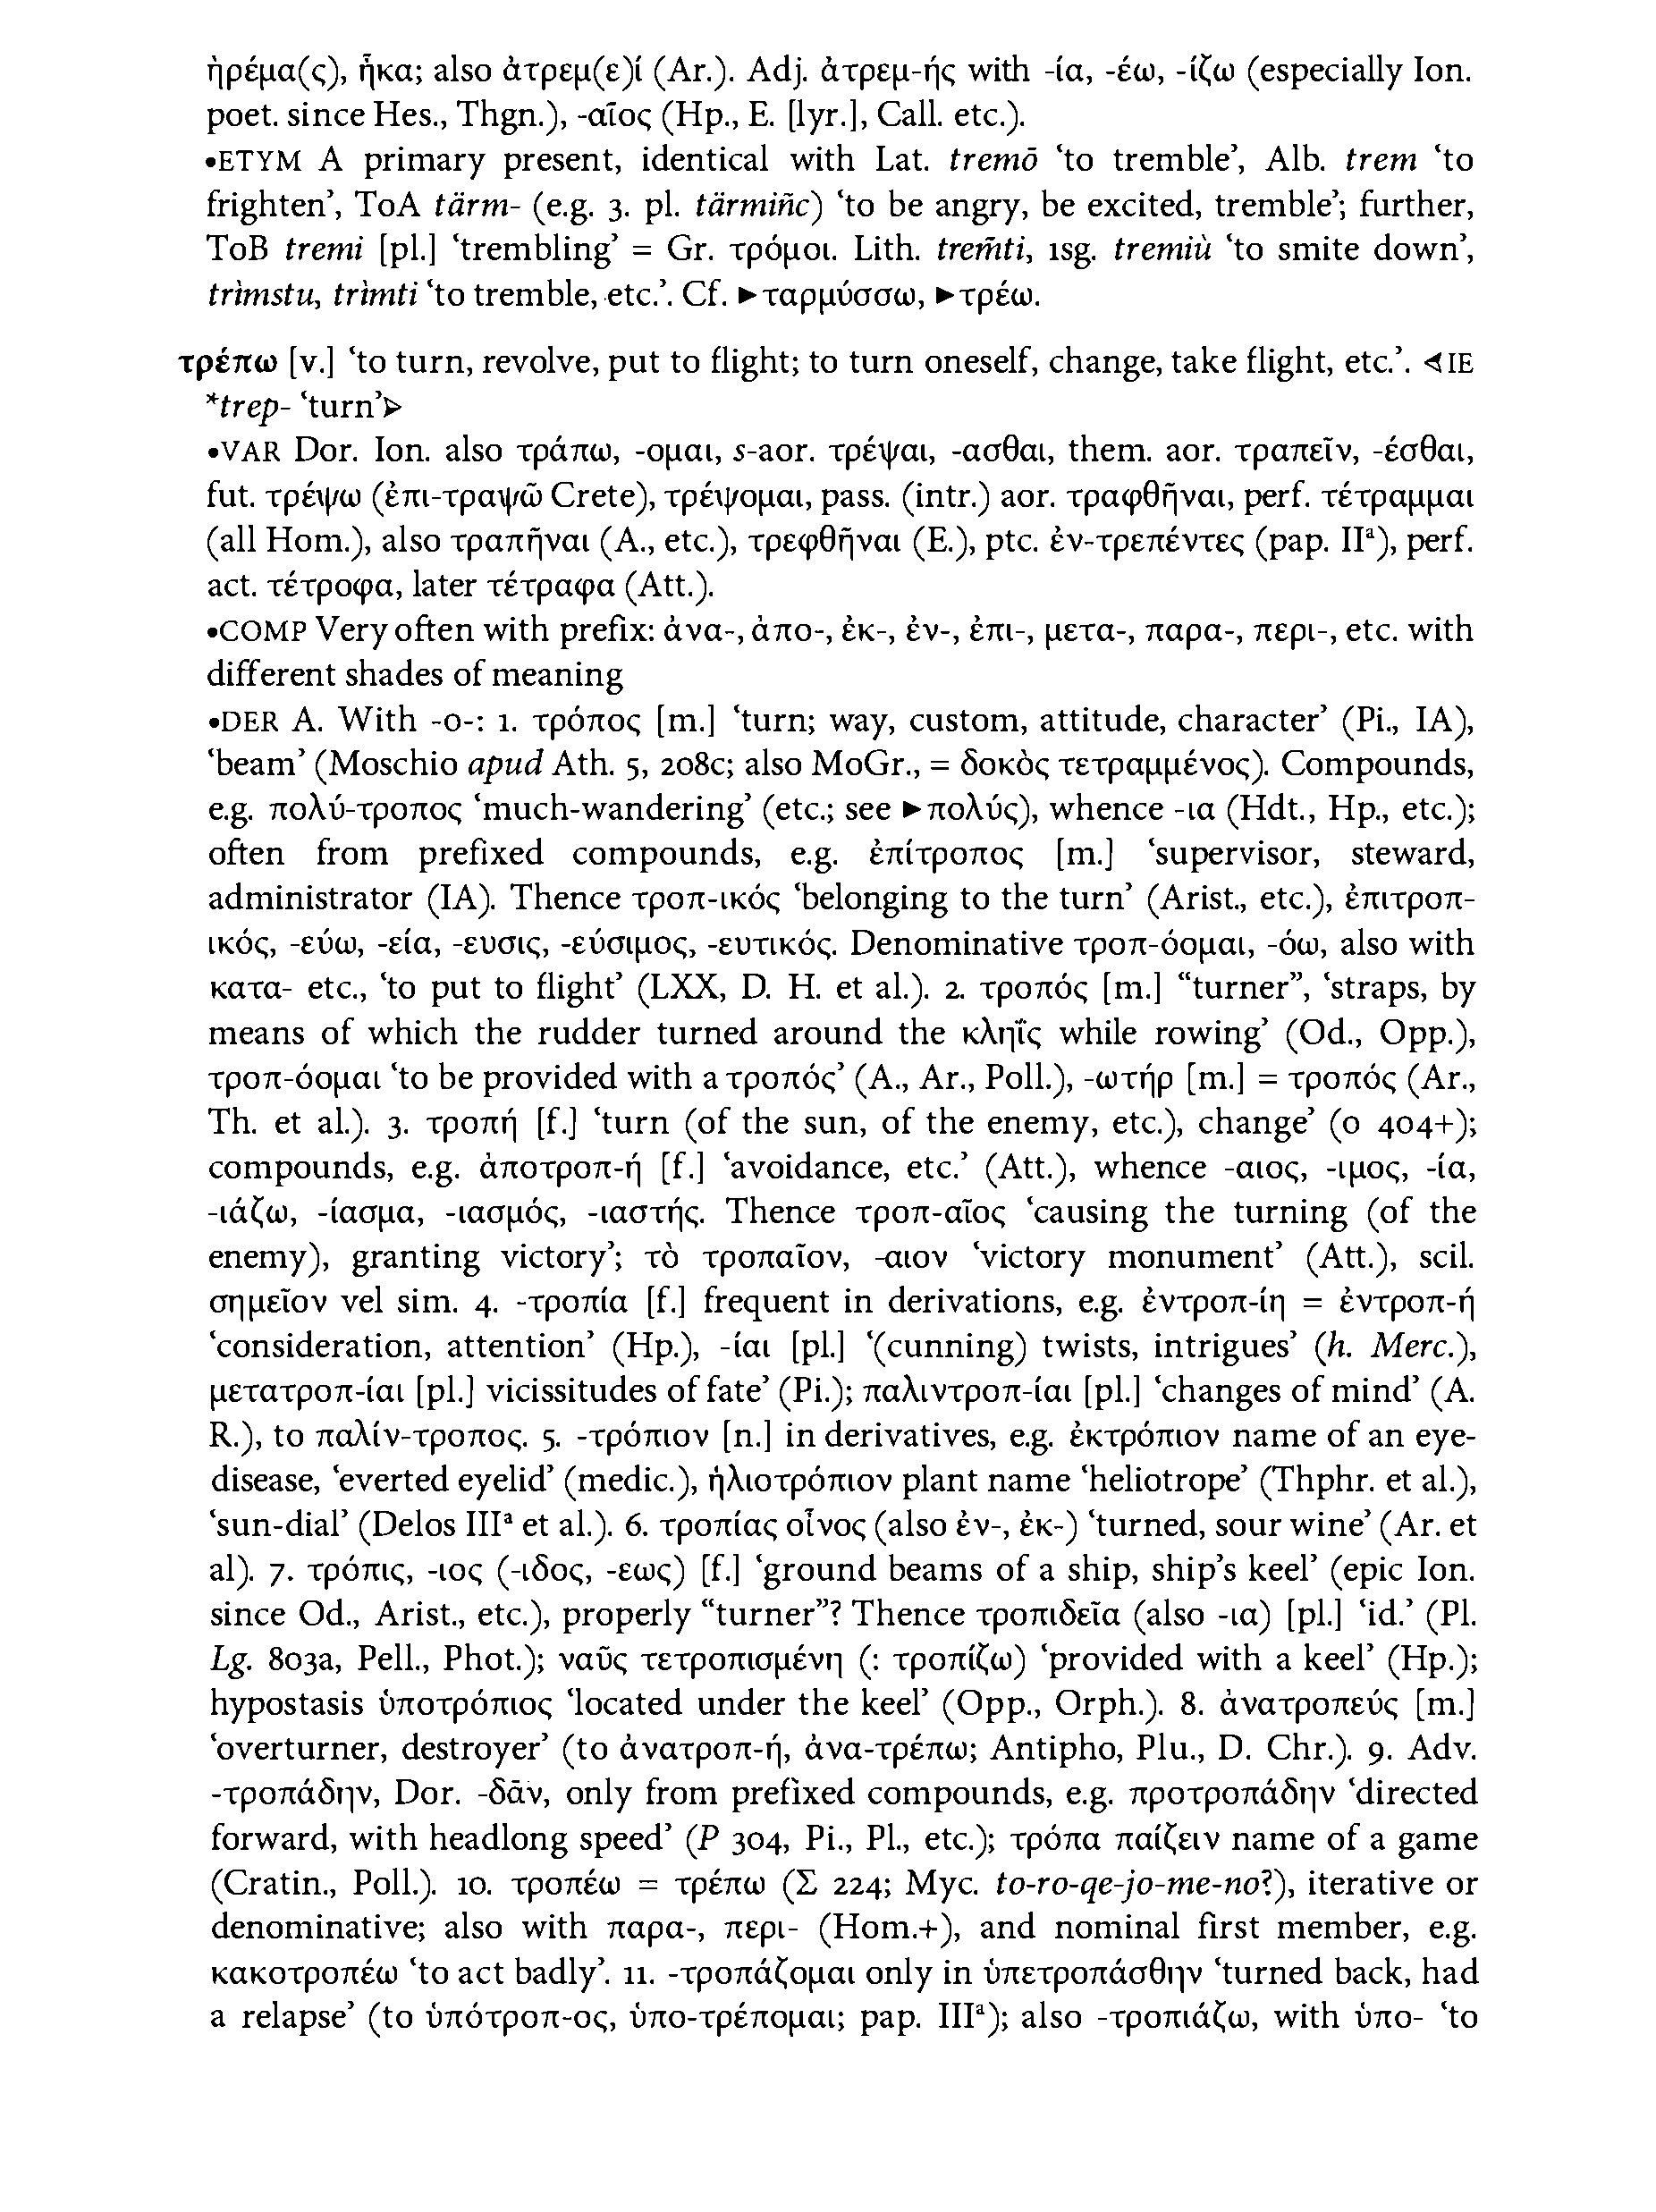 ἠρέμα(ς), ἦκα; also ἀτρεμ(ε)ί (Ar.). Adj. ἀτρεμ-ής with -ία, -έω, -ίζω (especially Ion.
poet. since Hes., Thgn.), -αῖος (Hp., E. [lyr.], Call. etc.).
•ETYM A primary present, identical with Lat. tremō ‘to tremble’, Alb. trem ‘to
frighten’, ToA tärm- (e.g. 3. pl. tärmiñc) ‘to be angry, be excited, tremble’; further,
ToB tremi [pl.] ‘trembling’ = Gr. τρόμοι. Lith. trem̃ti, 1sg. tremiù ‘to smite down’,
trìmstu, trìmti ‘to tremble, etc.’. Cf. ►ταρμύσσω, ►τρέω.
τρέπω [v.] ‘to turn, revolve, put to flight; to turn oneself, change, take flight, etc.’. ⊲IE
*trep- ‘turn’⊳
•VAR Dor. Ion. also τράπω, -ομαι, s-aor. τρέψαι, -ασθαι, them. aor. τραπεῖν, -έσθαι,
fut. τρέψω (ἐπι-τραψῶ Crete), τρέψομαι, pass. (intr.) aor. τραφθῆναι, perf. τέτραμμαι
(all Hom.), also τραπῆναι (A., etc.), τρεφθῆναι (E.), ptc. ἐν-τρεπέντες (pap. IIᵃ), perf.
act. τέτροφα, later τέτραφα (Att.).
•COMP Very often with prefix: ἀνα-, ἀπο-, ἐκ-, ἐν-, ἐπι-, μετα-, παρα-, περι-, etc. with
different shades of meaning
•DER A. With -ο-: 1. τρόπος [m.] ‘turn; way, custom, attitude, character’ (Pi., IA),
‘beam’ (Moschio apud Ath. 5, 208c; also MoGr., = δοκὸς τετραμμένος). Compounds,
e.g. πολύ-τροπος ‘much-wandering’ (etc.; see ►πολύς), whence -ια (Hdt., Hp., etc.);
often from prefixed compounds, e.g. ἐπίτροπος [m.] ‘supervisor, steward,
administrator (IA). Thence τροπ-ικός ‘belonging to the turn’ (Arist., etc.), ἐπιτροπ-
ικός, -εύω, -εία, -ευσις, -εύσιμος, -ευτικός. Denominative τροπ-όομαι, -όω, also with
κατα- etc., ‘to put to flight’ (LXX, D. H. et al.). 2. τροπός [m.] “turner”, ‘straps, by
means of which the rudder turned around the κληΐς while rowing’ (Od., Opp.),
τροπ-όομαι ‘to be provided with a τροπός’ (A., Ar., Poll.), -ωτήρ [m.] = τροπός (Ar.,
Th. et al.). 3. τροπή [f.] ‘turn (of the sun, of the enemy, etc.), change’ (ο 404+);
compounds, e.g. ἀποτροπ-ή [f.] ‘avoidance, etc.’ (Att.), whence -αιος, -ιμος, -ία,
-ιάζω, -ίασμα, -ιασμός, -ιαστής. Thence τροπ-αῖος ‘causing the turning (of the
enemy), granting victory’; τὸ τροπαῖον, -αιον ‘victory monument’ (Att.), scil.
σημεῖον vel sim. 4. -τροπία [f.] frequent in derivations, e.g. ἐντροπ-ίη = ἐντροπ-ή
‘consideration, attention’ (Hp.), -ίαι [pl.] ‘(cunning) twists, intrigues’ (h. Merc.),
μετατροπ-ίαι [pl.] vicissitudes of fate’ (Pi.); παλιντροπ-ίαι [pl.] ‘changes of mind’ (A.
R.), to παλίν-τροπος. 5. -τρόπιον [n.] in derivatives, e.g. ἐκτρόπιον name of an eye-
disease, ‘everted eyelid’ (medic.), ἡλιοτρόπιον plant name ‘heliotrope’ (Thphr. et al.),
‘sun-dial’ (Delos IIIᵃ et al.). 6. τροπίας οἶνος (also ἐν-, ἐκ-) ‘turned, sour wine’ (Ar. et
al). 7. τρόπις, -ιος (-ιδος, -εως) [f.] ‘ground beams of a ship, ship’s keel’ (epic Ion.
since Od., Arist., etc.), properly “turner”? Thence τροπιδεῖα (also -ια) [pl.] ‘id.’ (Pl.
Lg. 803a, Pell., Phot.); ναῦς τετροπισμένη (: τροπίζω) ‘provided with a keel’ (Hp.);
hypostasis ὑποτρόπιος ‘located under the keel’ (Opp., Orph.). 8. ἀνατροπεύς [m.]
‘overturner, destroyer’ (to ἀνατροπ-ή, ἀνα-τρέπω; Antipho, Plu., D. Chr.). 9. Adv.
-τροπάδην, Dor. -δᾱν, only from prefixed compounds, e.g. προτροπάδην ‘directed
forward, with headlong speed’ (P 304, Pi., Pl., etc.); τρόπα παίζειν name of a game
(Cratin., Poll.). 10. τροπέω = τρέπω (Σ 224; Myc. to-ro-qe-jo-me-no?), iterative or
denominative; also with παρα-, περι- (Hom.+), and nominal first member, e.g.
κακοτροπέω ‘to act badly’. 11. -τροπάζομαι only in ὑπετροπάσθην ‘turned back, had
a relapse’ (to ὑπότροπ-ος, ὑπο-τρέπομαι; pap. IIIᵃ); also -τροπιάζω, with ὑπο- ‘to